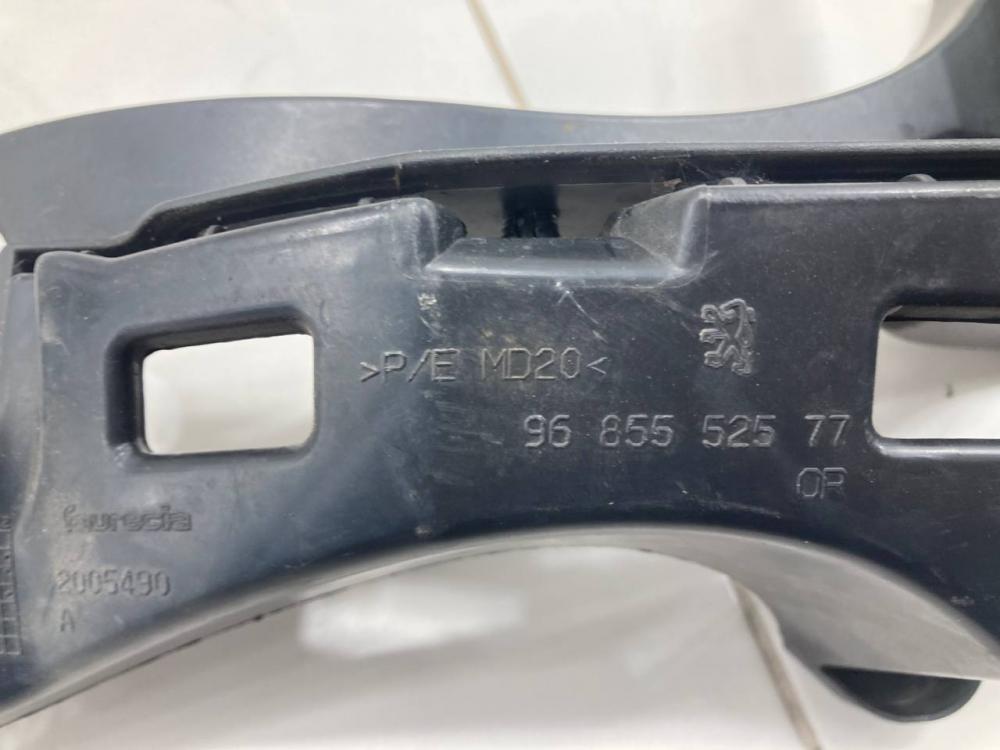 >P/E MD20<
96 855 525 77
OR
faurecia
2005490
A